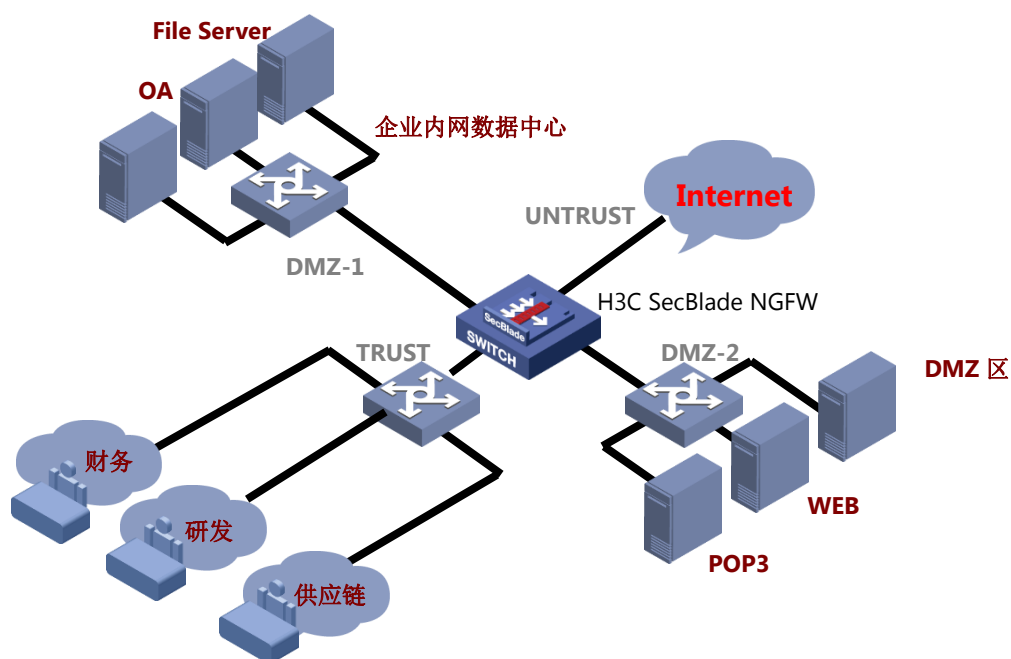 File Server
OA
企业内网数据中心
Internet
UNTRUST
DMZ-1
H3C SecBlade NGFW
SecBlade
SWITCH
TRUST
DMZ-2
DMZ 区
财务
研发
供应链
WEB
POP3